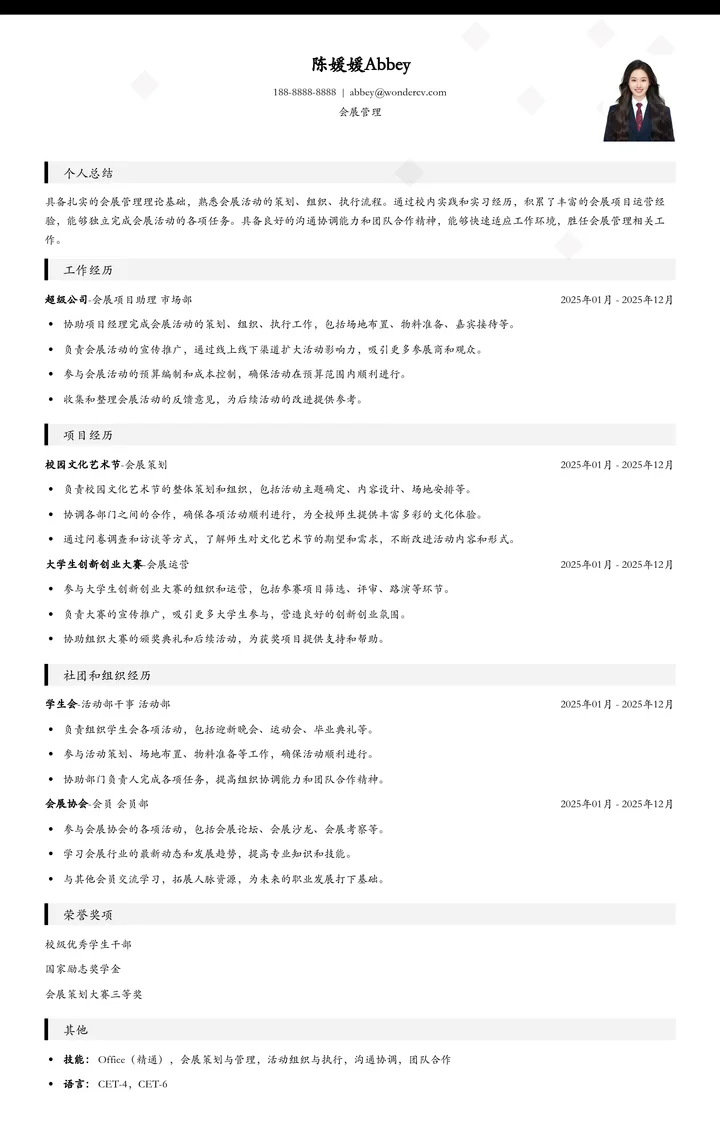 陈媛媛Abbey
188-8888-8888 | abbey@wondercv.com
会展管理
个人总结
具备扎实的会展管理理论基础，熟悉会展活动的策划、组织、执行流程。通过校内实践和实习经历，积累了丰富的会展项目运营经
验，能够独立完成会展活动的各项任务。具备良好的沟通协调能力和团队合作精神，能够快速适应工作环境，胜任会展管理相关工
作。
工作经历
超级公司-会展项目助理 市场部 2025年01月 - 2025年12月
• 协助项目经理完成会展活动的策划、组织、执行工作，包括场地布置、物料准备、嘉宾接待等。
• 负责会展活动的宣传推广，通过线上线下渠道扩大活动影响力，吸引更多参展商和观众。
• 参与会展活动的预算编制和成本控制，确保活动在预算范围内顺利进行。
• 收集和整理会展活动的反馈意见，为后续活动的改进提供参考。
项目经历
校园文化艺术节-会展策划 2025年01月 - 2025年12月
• 负责校园文化艺术节的整体策划和组织，包括活动主题确定、内容设计、场地安排等。
• 协调各部门之间的合作，确保各项活动顺利进行，为全校师生提供丰富多彩的文化体验。
• 通过问卷调查和访谈等方式，了解师生对文化艺术节的期望和需求，不断改进活动内容和形式。
大学生创新创业大赛-会展运营 2025年01月 - 2025年12月
• 参与大学生创新创业大赛的组织和运营，包括参赛项目筛选、评审、路演等环节。
• 负责大赛的宣传推广，吸引更多大学生参与，营造良好的创新创业氛围。
• 协助组织大赛的颁奖典礼和后续活动，为获奖项目提供支持和帮助。
社团和组织经历
学生会-活动部干事 活动部 2025年01月 - 2025年12月
• 负责组织学生会各项活动，包括迎新晚会、运动会、毕业典礼等。
• 参与活动策划、场地布置、物料准备等工作，确保活动顺利进行。
• 协助部门负责人完成各项任务，提高组织协调能力和团队合作精神。
会展协会-会员 会员部 2025年01月 - 2025年12月
• 参与会展协会的各项活动，包括会展论坛、会展沙龙、会展考察等。
• 学习会展行业的最新动态和发展趋势，提高专业知识和技能。
• 与其他会员交流学习，拓展人脉资源，为未来的职业发展打下基础。
荣誉奖项
校级优秀学生干部
国家励志奖学金
会展策划大赛三等奖
其他
• 技能： Office（精通），会展策划与管理，活动组织与执行，沟通协调，团队合作
• 语言： CET-4，CET-6